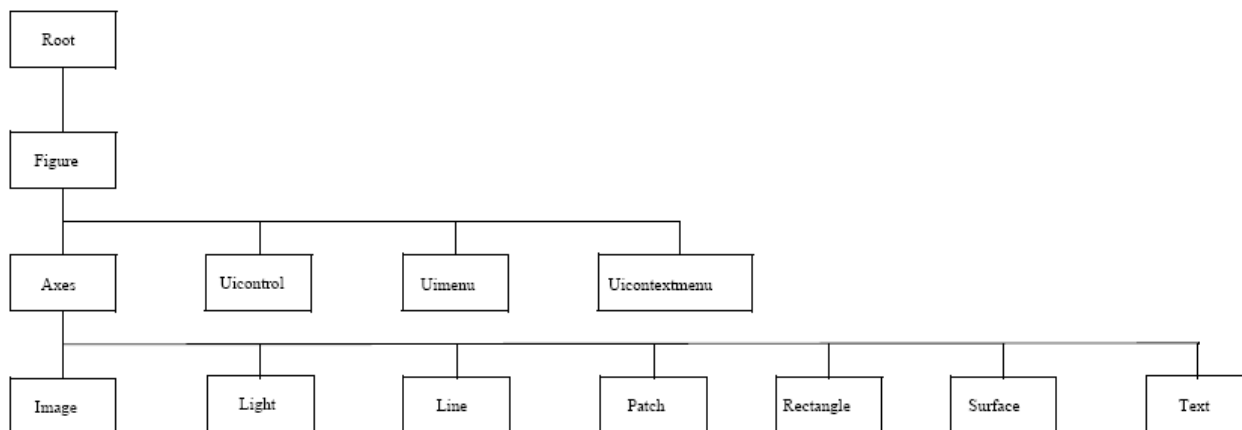 Root
Figure
Axes
Uicontrol
Uimenu
Uicontextmenu
Image
Light
Line
Patch
Rectangle
Surface
Text